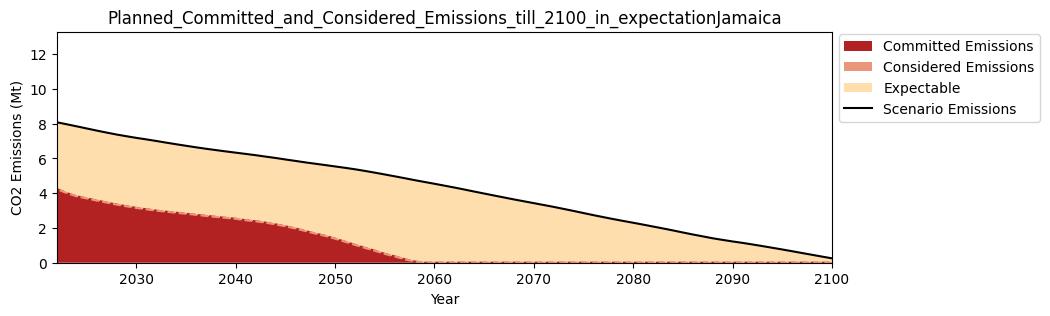 Planned_Committed_and_Considered_Emissions_till_2100_in_expectationJamaica
12
10
8
6
4
2
0
CO2 Emissions (Mt)
2030 2040 2050 2060 2070 2080 2090 2100
Year
Committed Emissions
Considered Emissions
Expectable
Scenario Emissions